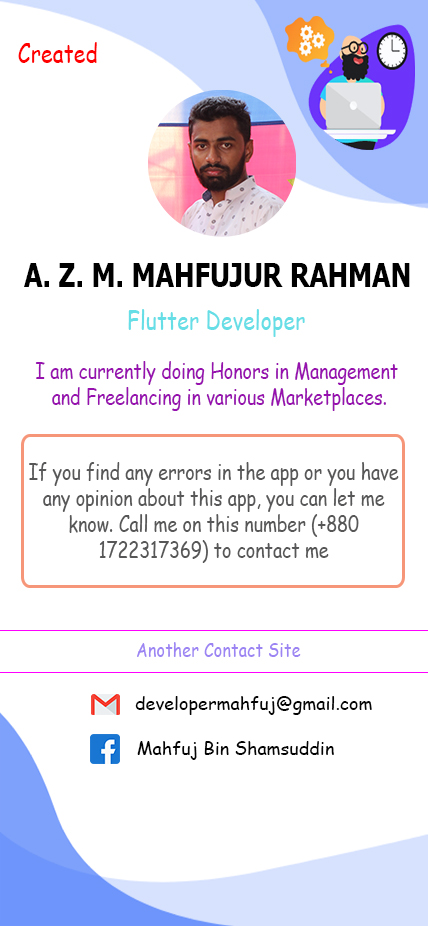 Created
A. Z. M. MAHFUJUR RAHMAN
Flutter Developer
I am currently doing Honors in Management
and Freelancing in various Marketplaces.
If you find any errors in the app or you have
any opinion about this app, you can let me
know. Call me on this number (+880
1722317369) to contact me
Another Contact Site
developermahfuj@gmail.com
Mahfuj Bin Shamsuddin